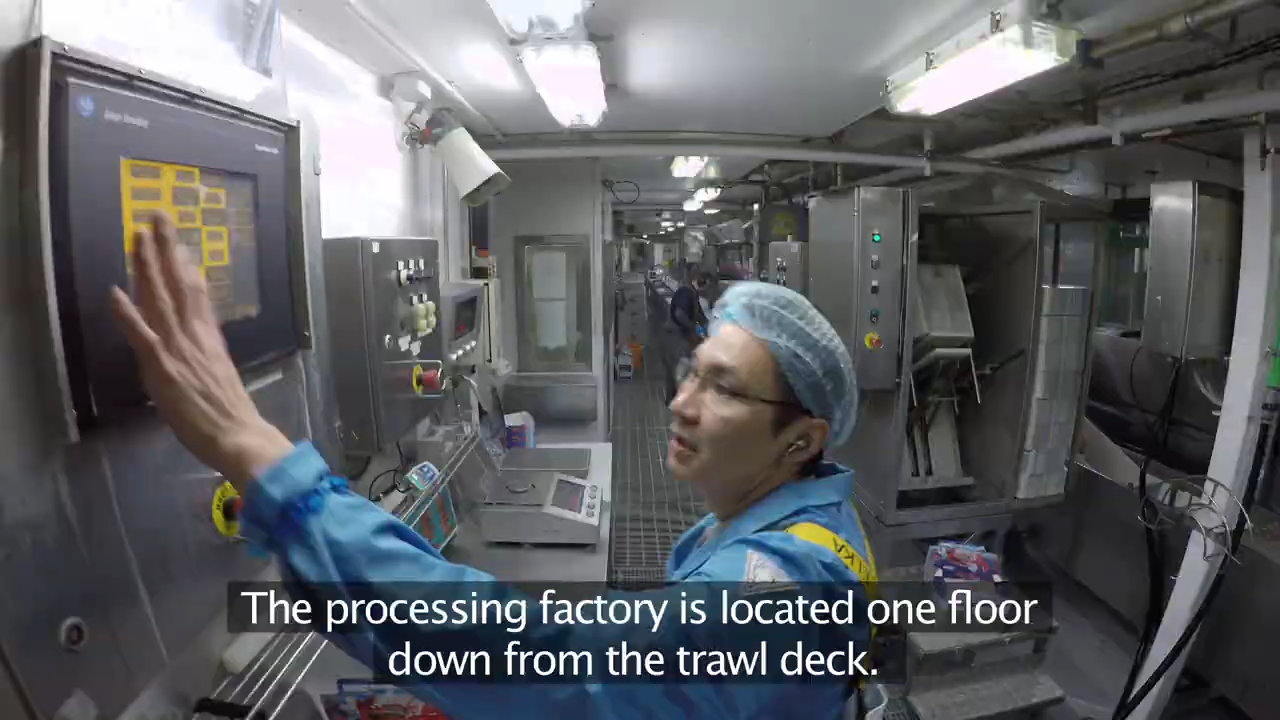 The processing factory is located one floor
down from the trawl deck.